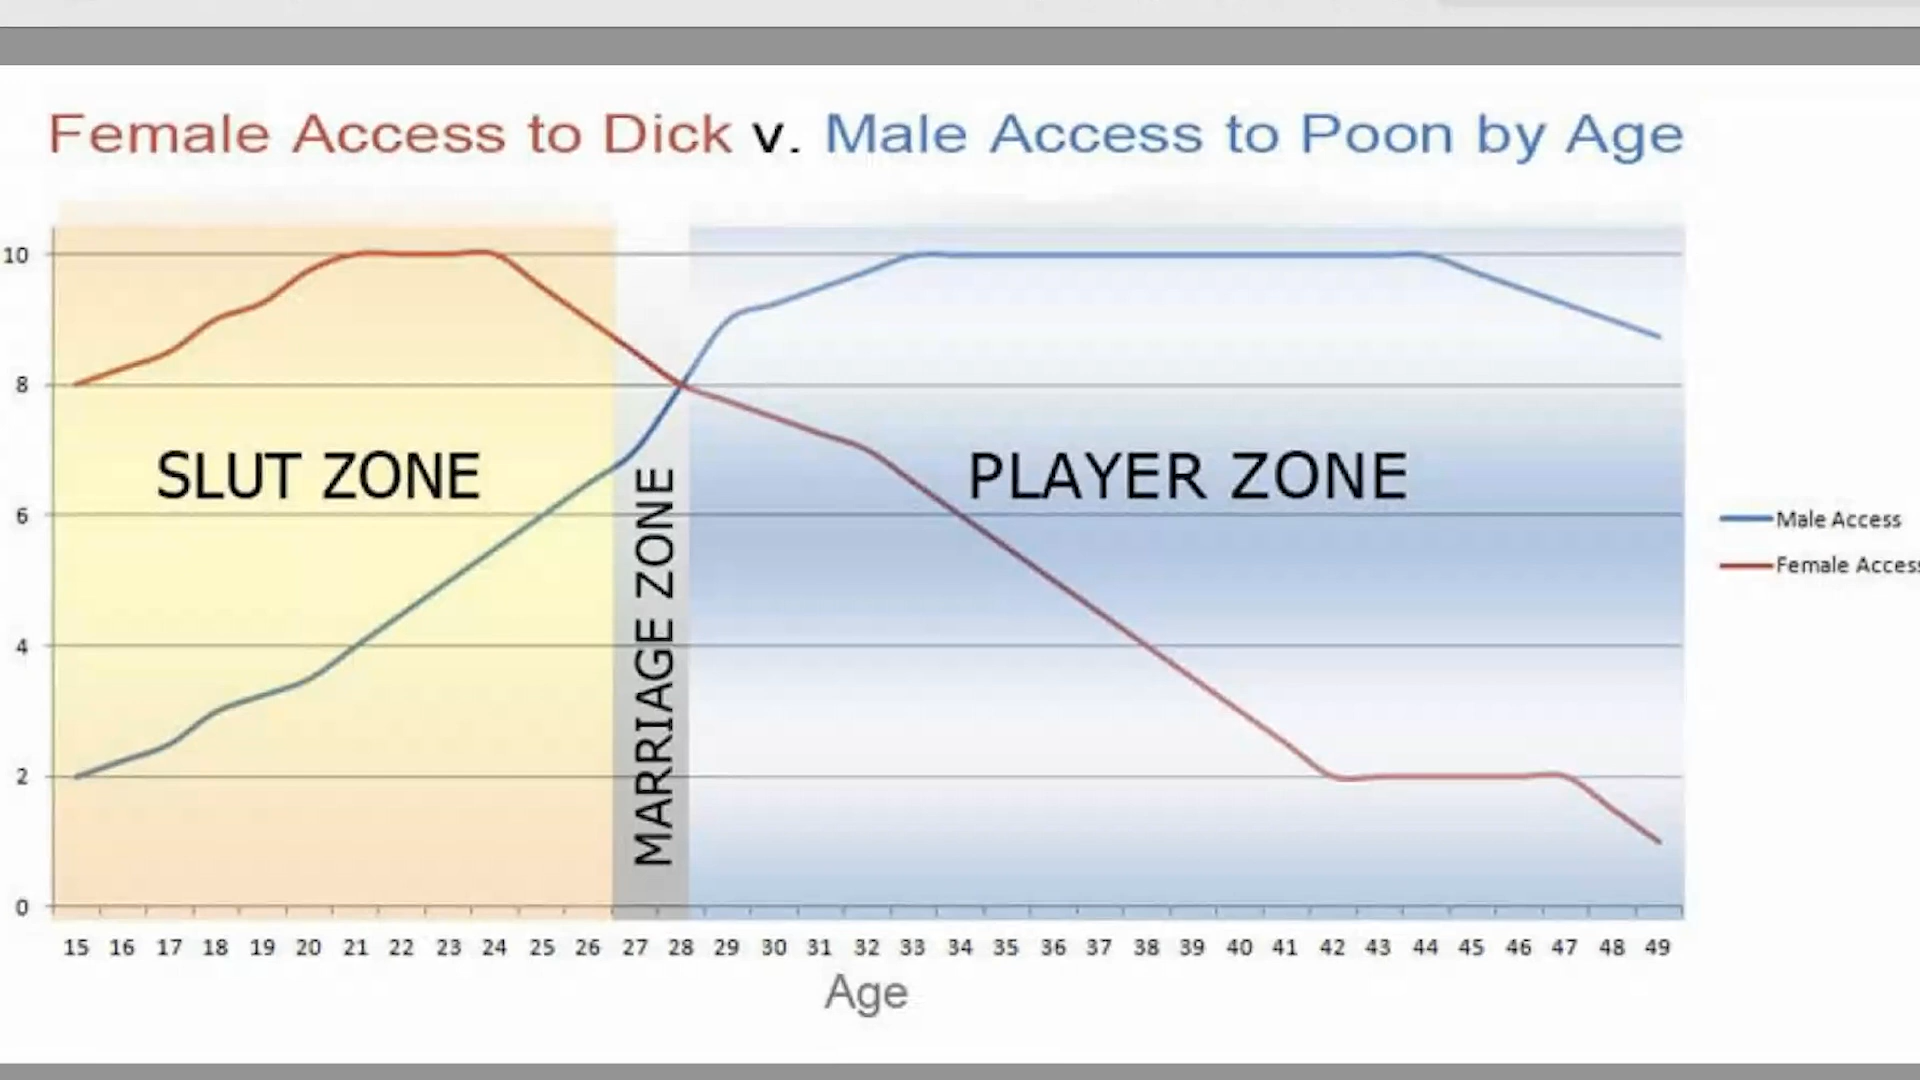 Female Access to Dick v. Male Access to Poon by Age
10
8
6
4
2
0
SLUT ZONE
MARRIAGE ZONE
PLAYER ZONE
Male Access
Female Access
15 16 17 18 19 20 21 22 23 24 25 26 27 28 29 30 31 32 33 34 35 36 37 38 39 40 41 42 43 44 45 46 47 48 49
Age